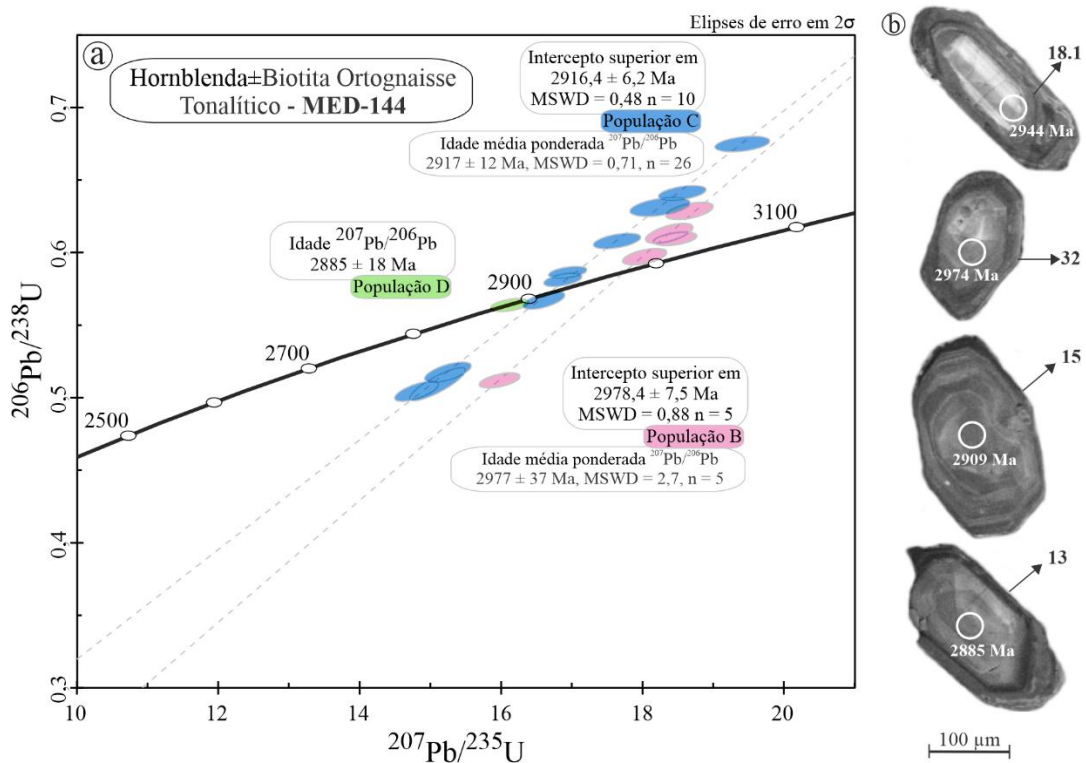 Elipses de erro em 2σ
a
Hornblenda±Biotita Ortognaisse
Tonalítico - MED-144
Intercepto superior em
2916,4 ± 6,2 Ma
MSWD = 0,48 n = 10
População C
Idade média ponderada ²⁰⁷Pb/²⁰⁶Pb
2917 ± 12 Ma, MSWD = 0,71, n = 26
Idade ²⁰⁷Pb/²⁰⁶Pb
2885 ± 18 Ma
População D
Intercepto superior em
2978,4 ± 7,5 Ma
MSWD = 0,88 n = 5
População B
Idade média ponderada ²⁰⁷Pb/²⁰⁶Pb
2977 ± 37 Ma, MSWD = 2,7, n = 5
2500
2700
2900
3100
0,7
0,6
0,5
0,4
0,3
²⁰⁶Pb/²³⁸U
10
12
14
16
18
20
²⁰⁷Pb/²³⁵U
b
18.1
2944 Ma
32
2974 Ma
15
2909 Ma
13
2885 Ma
100 µm